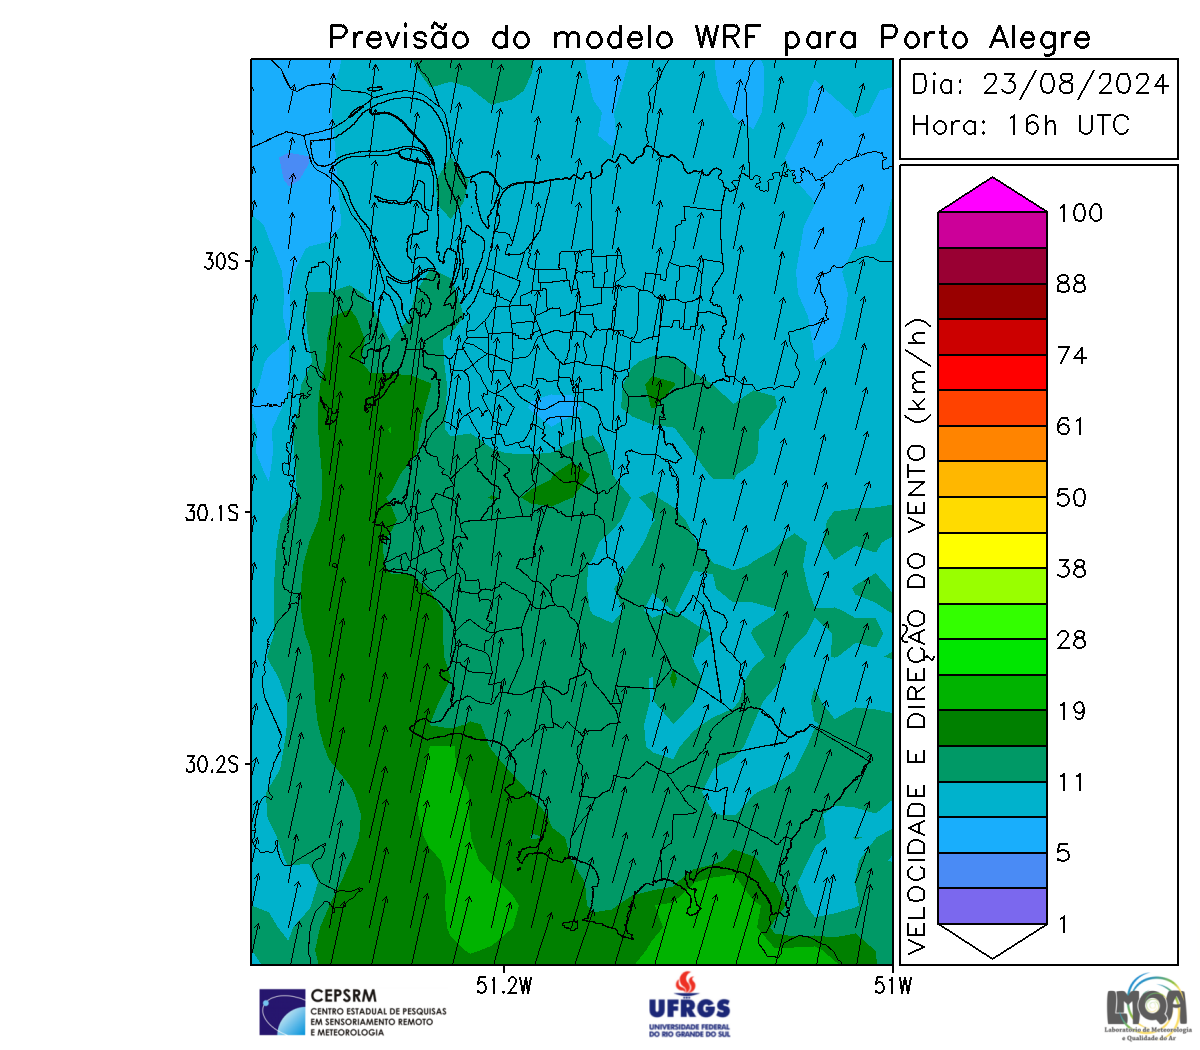 Previsão do modelo WRF para Porto Alegre
Dia: 23/08/2024
Hora: 16h UTC
100
88
74
61
50
38
28
19
11
5
1
VELOCIDADE E DIREÇÃO DO VENTO (km/h)
30S
30.1S
30.2S
51.2W
51W
CEPSRM
CENTRO ESTADUAL DE PESQUISAS
EM SENSORIAMENTO REMOTO
E METEOROLOGIA
UFRGS
UNIVERSIDADE FEDERAL
DO RIO GRANDE DO SUL
LMQA
Laboratório de Meteorologia
e Qualidade do Ar